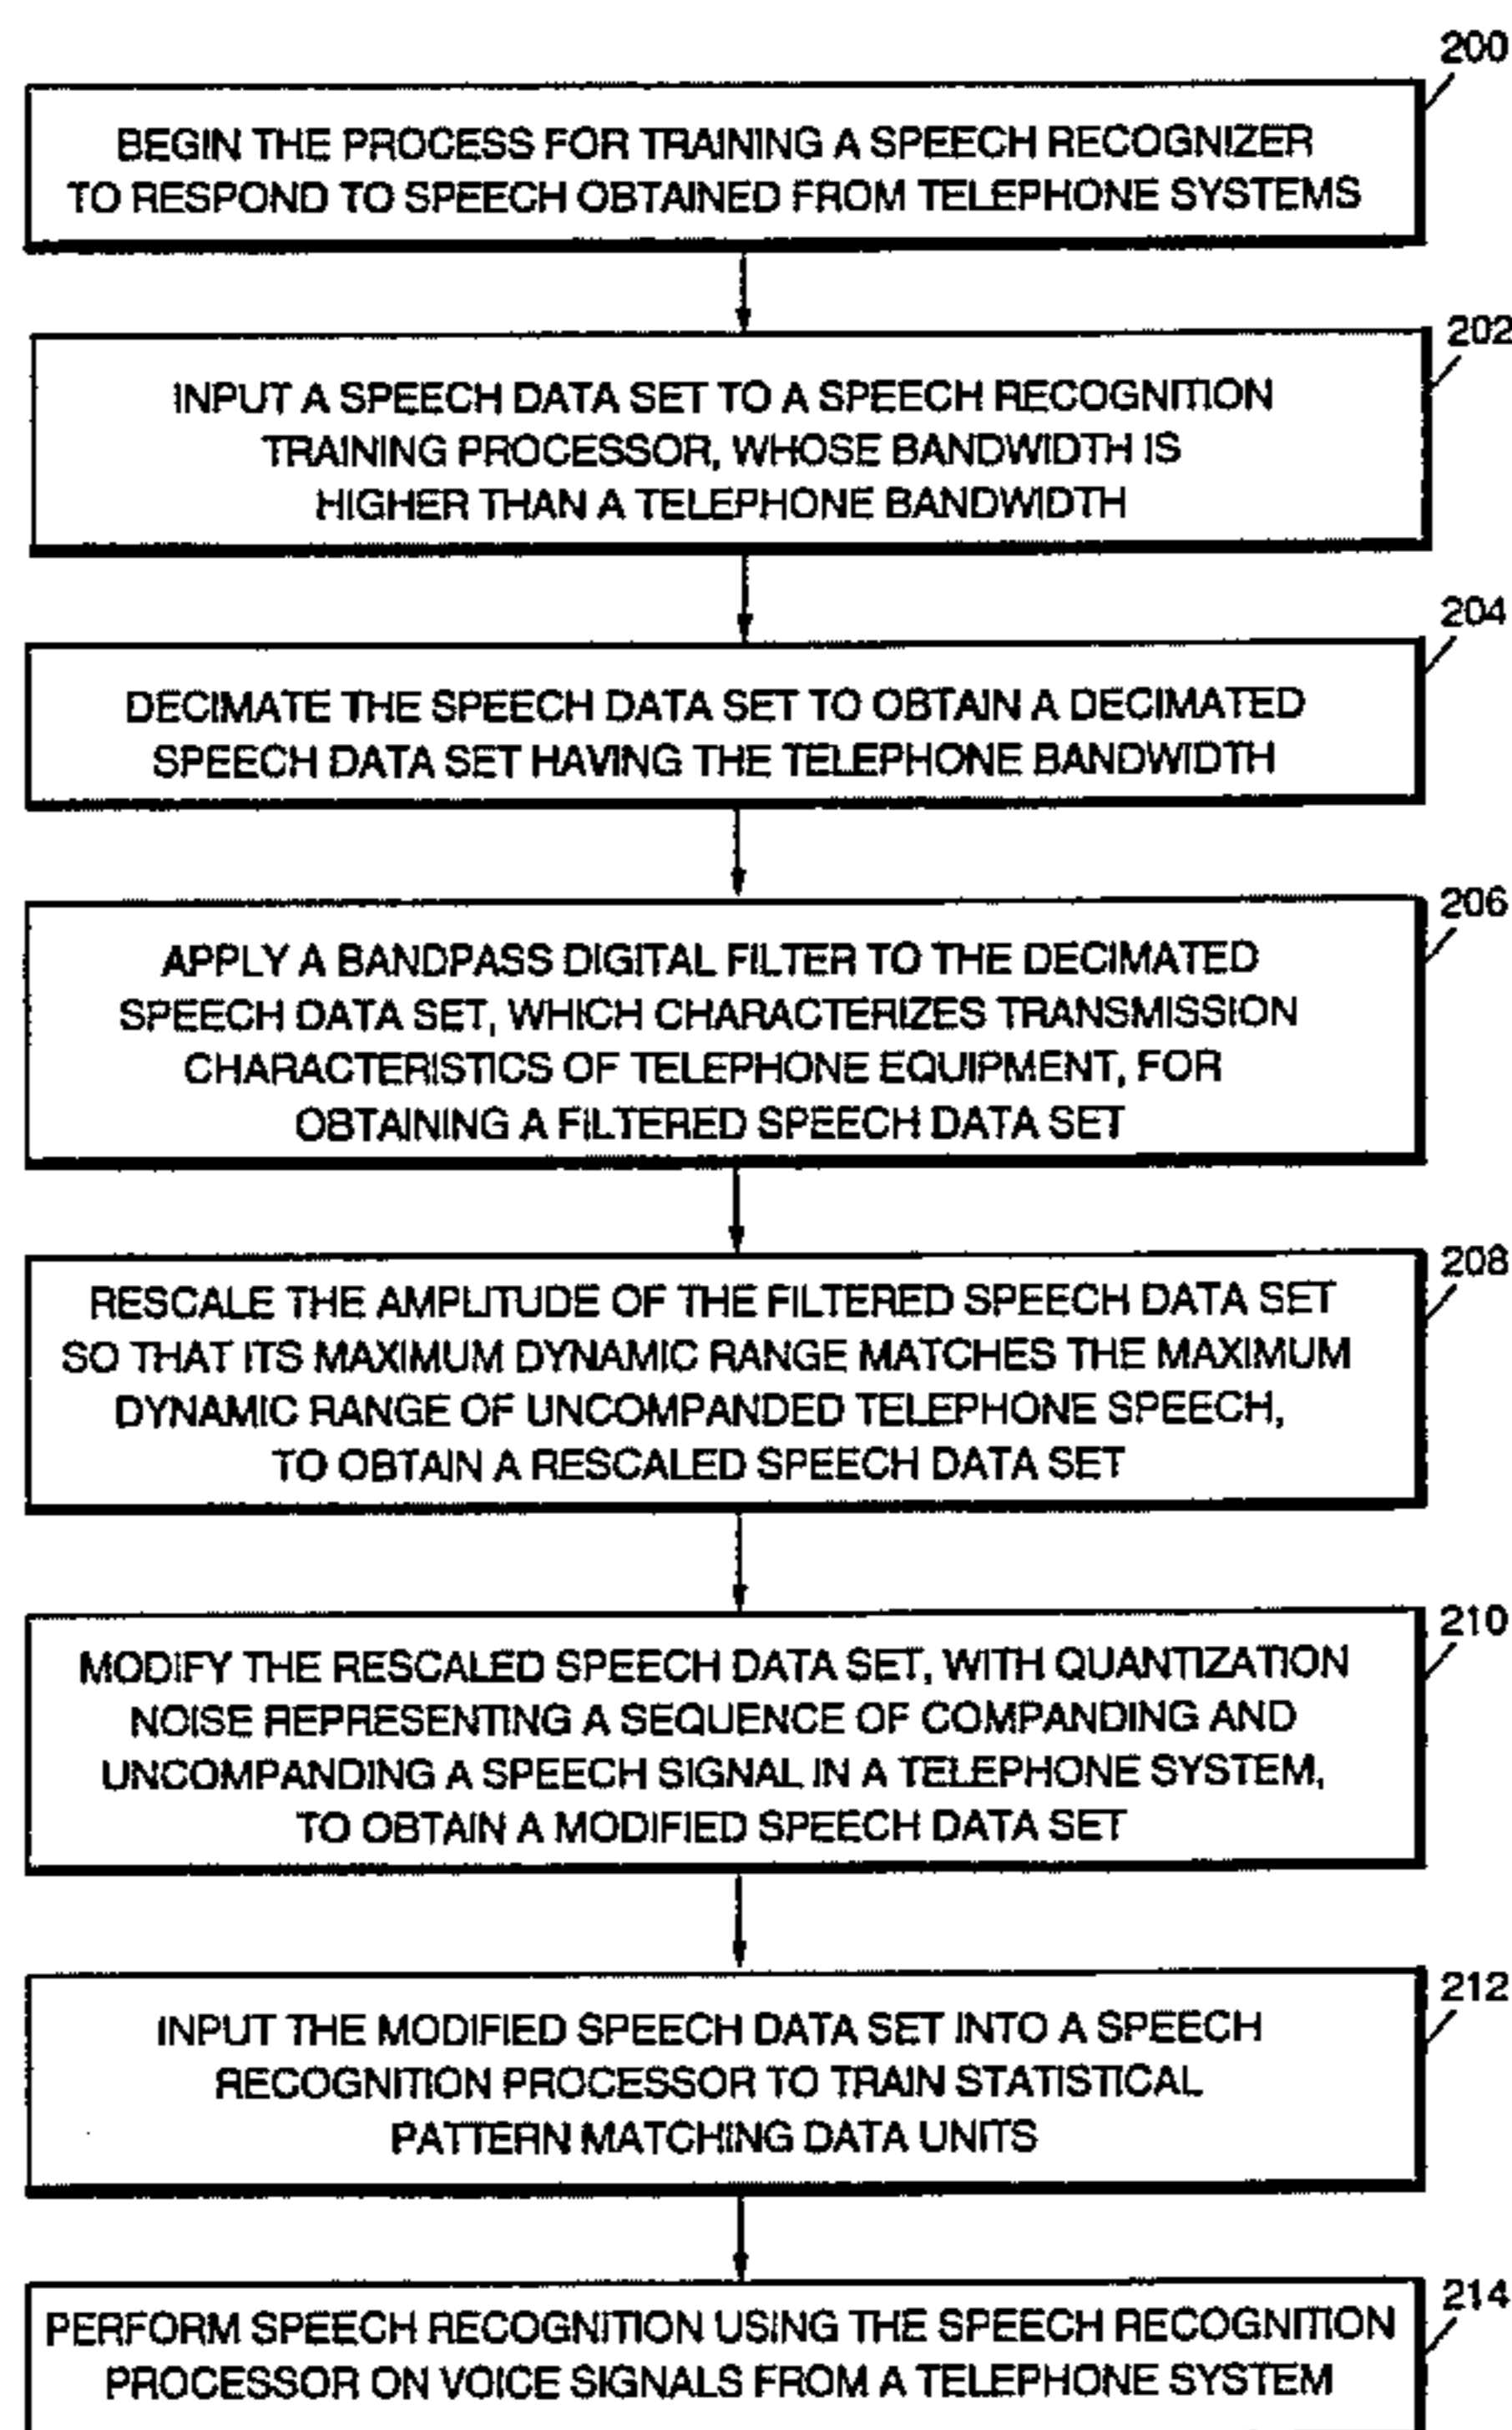 200
BEGIN THE PROCESS FOR TRAINING A SPEECH RECOGNIZER
TO RESPOND TO SPEECH OBTAINED FROM TELEPHONE SYSTEMS
202
INPUT A SPEECH DATA SET TO A SPEECH RECOGNITION
TRAINING PROCESSOR, WHOSE BANDWIDTH IS
HIGHER THAN A TELEPHONE BANDWIDTH
204
DECIMATE THE SPEECH DATA SET TO OBTAIN A DECIMATED
SPEECH DATA SET HAVING THE TELEPHONE BANDWIDTH
206
APPLY A BANDPASS DIGITAL FILTER TO THE DECIMATED
SPEECH DATA SET, WHICH CHARACTERIZES TRANSMISSION
CHARACTERISTICS OF TELEPHONE EQUIPMENT, FOR
OBTAINING A FILTERED SPEECH DATA SET
208
RESCALE THE AMPLITUDE OF THE FILTERED SPEECH DATA SET
SO THAT ITS MAXIMUM DYNAMIC RANGE MATCHES THE MAXIMUM
DYNAMIC RANGE OF UNCOMPANDED TELEPHONE SPEECH,
TO OBTAIN A RESCALED SPEECH DATA SET
210
MODIFY THE RESCALED SPEECH DATA SET, WITH QUANTIZATION
NOISE REPRESENTING A SEQUENCE OF COMPANDING AND
UNCOMPANDING A SPEECH SIGNAL IN A TELEPHONE SYSTEM,
TO OBTAIN A MODIFIED SPEECH DATA SET
212
INPUT THE MODIFIED SPEECH DATA SET INTO A SPEECH
RECOGNITION PROCESSOR TO TRAIN STATISTICAL
PATTERN MATCHING DATA UNITS
214
PERFORM SPEECH RECOGNITION USING THE SPEECH RECOGNITION
PROCESSOR ON VOICE SIGNALS FROM A TELEPHONE SYSTEM